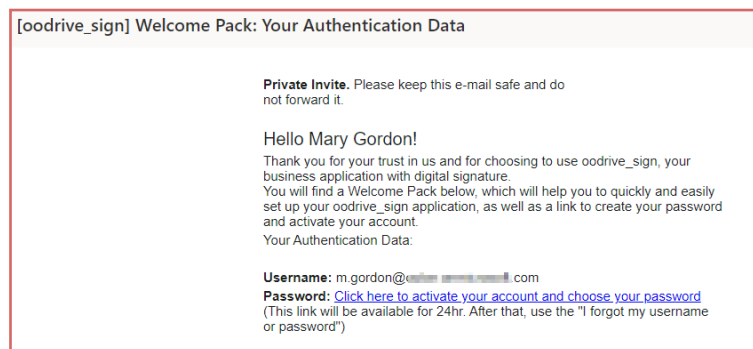 [oodrive_sign] Welcome Pack: Your Authentication Data
Private Invite. Please keep this e-mail safe and do
not forward it.
Hello Mary Gordon!
Thank you for your trust in us and for choosing to use oodrive_sign, your
business application with digital signature.
You will find a Welcome Pack below, which will help you to quickly and easily
set up your oodrive_sign application, as well as a link to create your password
and activate your account.
Your Authentication Data:
Username: m.gordon@ .com
Password: Click here to activate your account and choose your password
(This link will be available for 24hr. After that, use the "I forgot my username
or password")